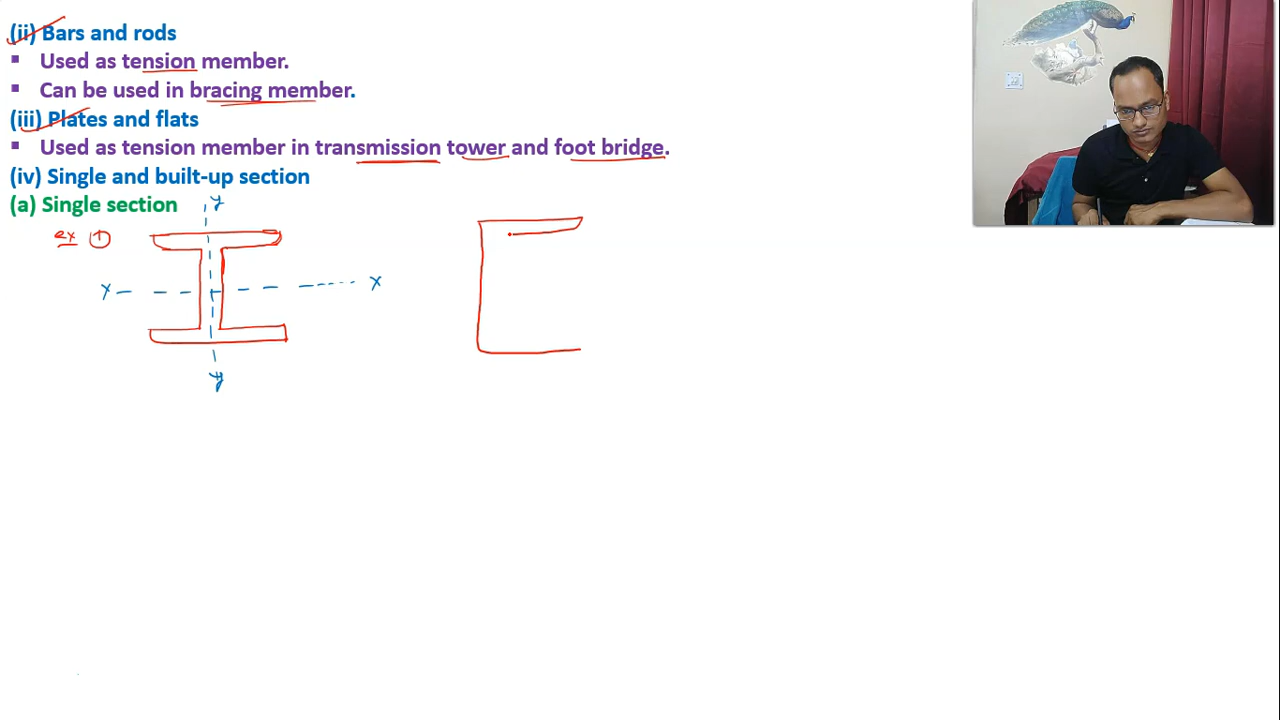 (ii) Bars and rods
▪ Used as tension member.
▪ Can be used in bracing member.
(iii) Plates and flats
▪ Used as tension member in transmission tower and foot bridge.
(iv) Single and built-up section
(a) Single section
y
ex ①
x x
y